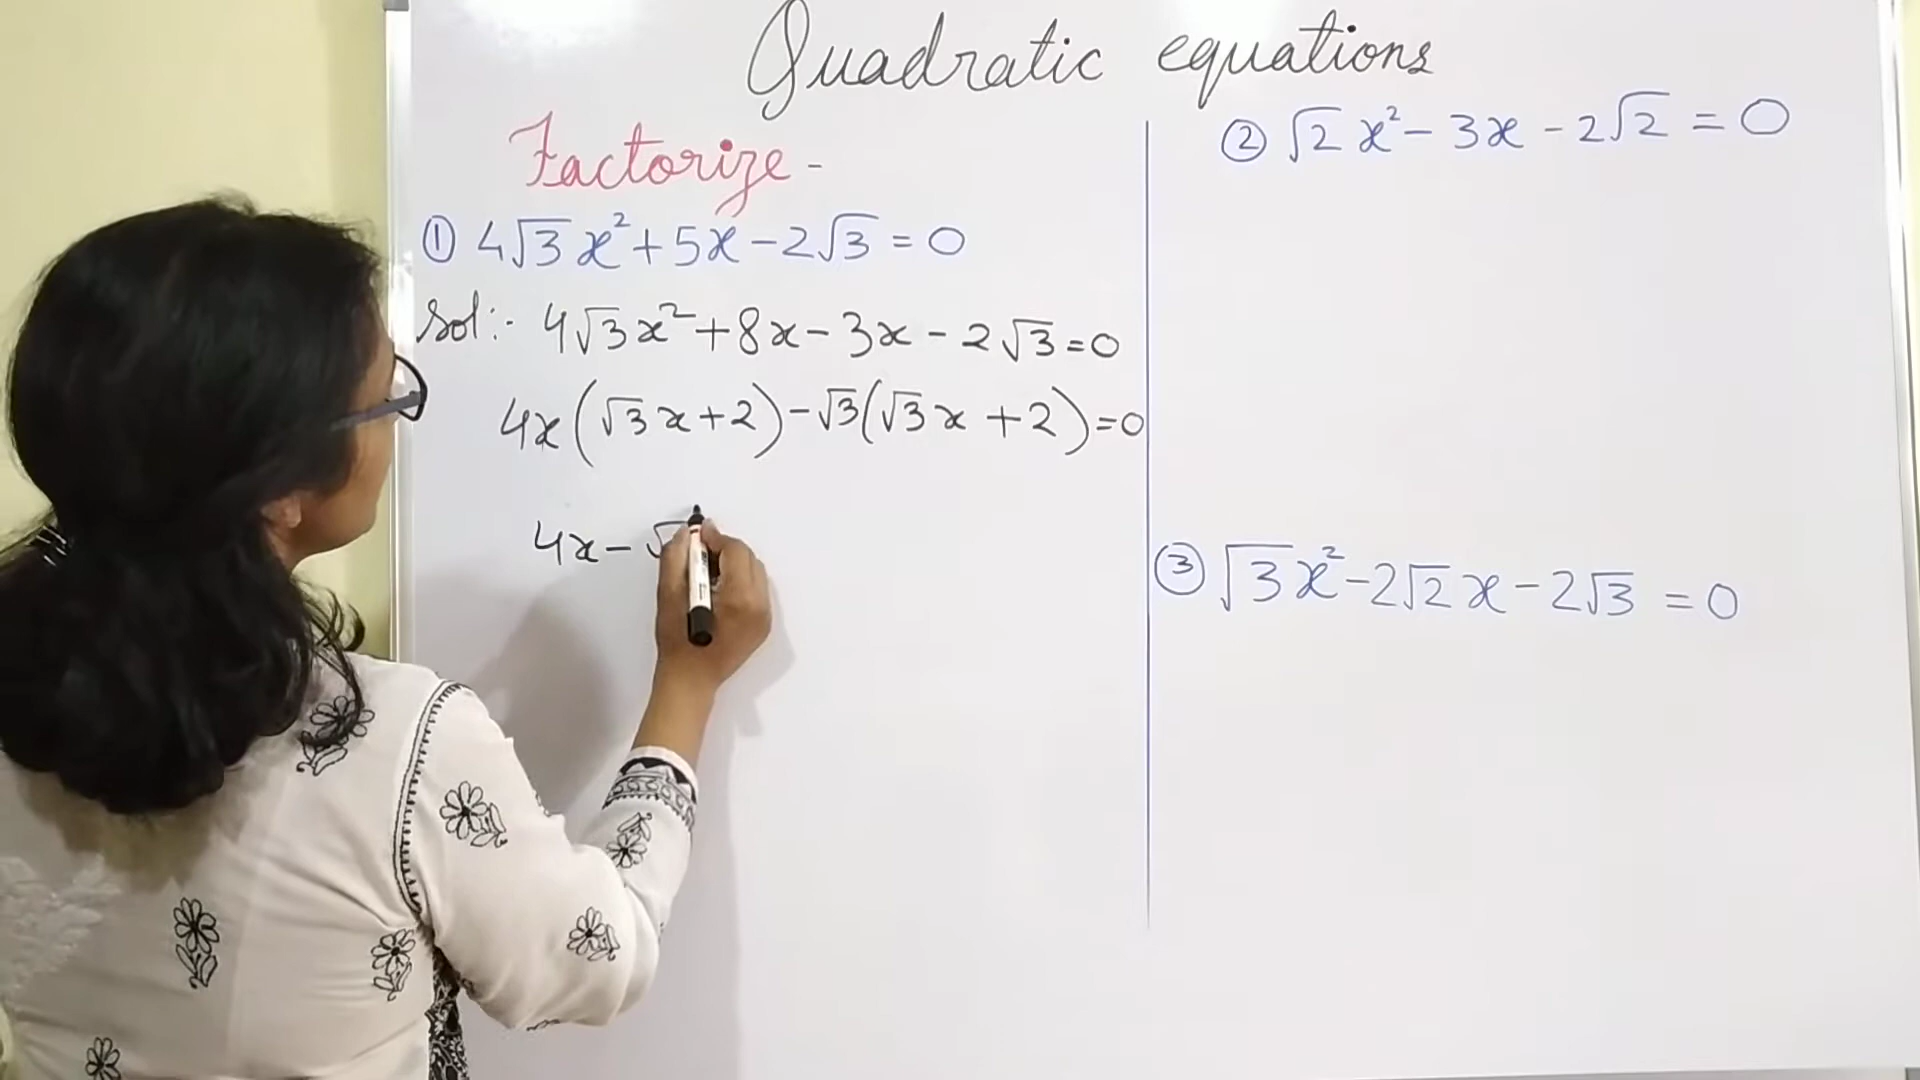 Quadratic equations
Factorize -
① 4√3x² + 5x - 2√3 = 0
Sol:- 4√3x² + 8x - 3x - 2√3 = 0
4x(√3x + 2) - √3(√3x + 2) = 0
4x - √
② √2x² - 3x - 2√2 = 0
③ √3x² - 2√2x - 2√3 = 0